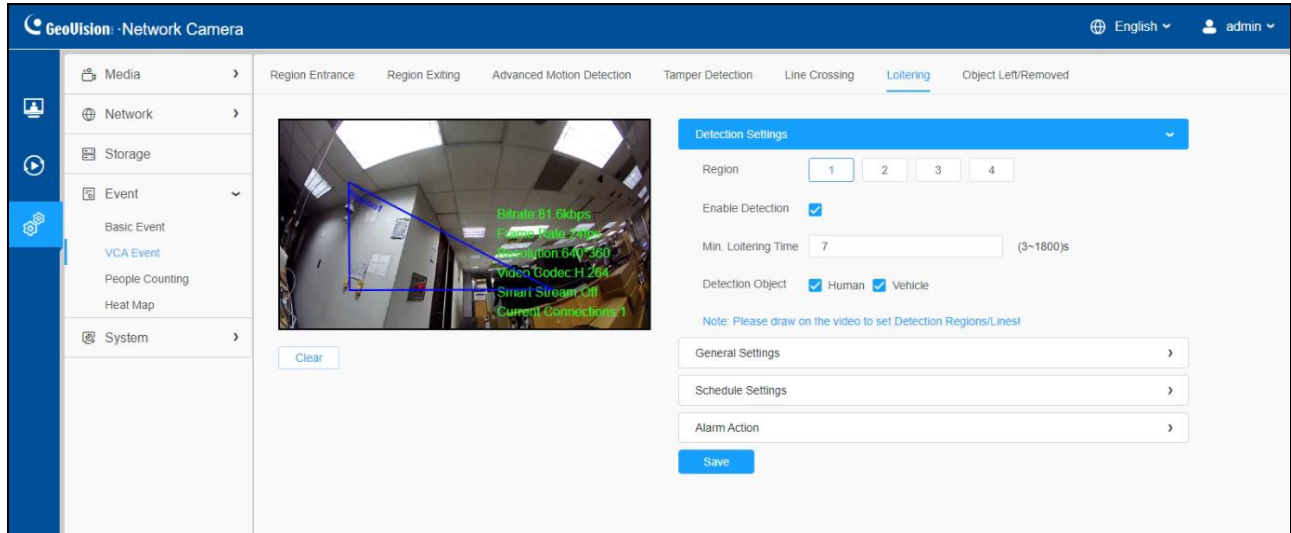 GeoVision Network Camera
English
admin
Media
Network
Storage
Event
Basic Event
VCA Event
People Counting
Heat Map
System
Region Entrance Region Exiting Advanced Motion Detection Tamper Detection Line Crossing Loitering Object Left/Removed
Region1
Bitrate:81.6kbps
Frame Rate:24fps
Resolution:640*360
Video Codec:H.264
Smart Stream:Off
Current Connections:1
Clear
Detection Settings
Region 1 2 3 4
Enable Detection
Min. Loitering Time 7 (3~1800)s
Detection Object Human Vehicle
Note: Please draw on the video to set Detection Regions/Lines!
General Settings
Schedule Settings
Alarm Action
Save